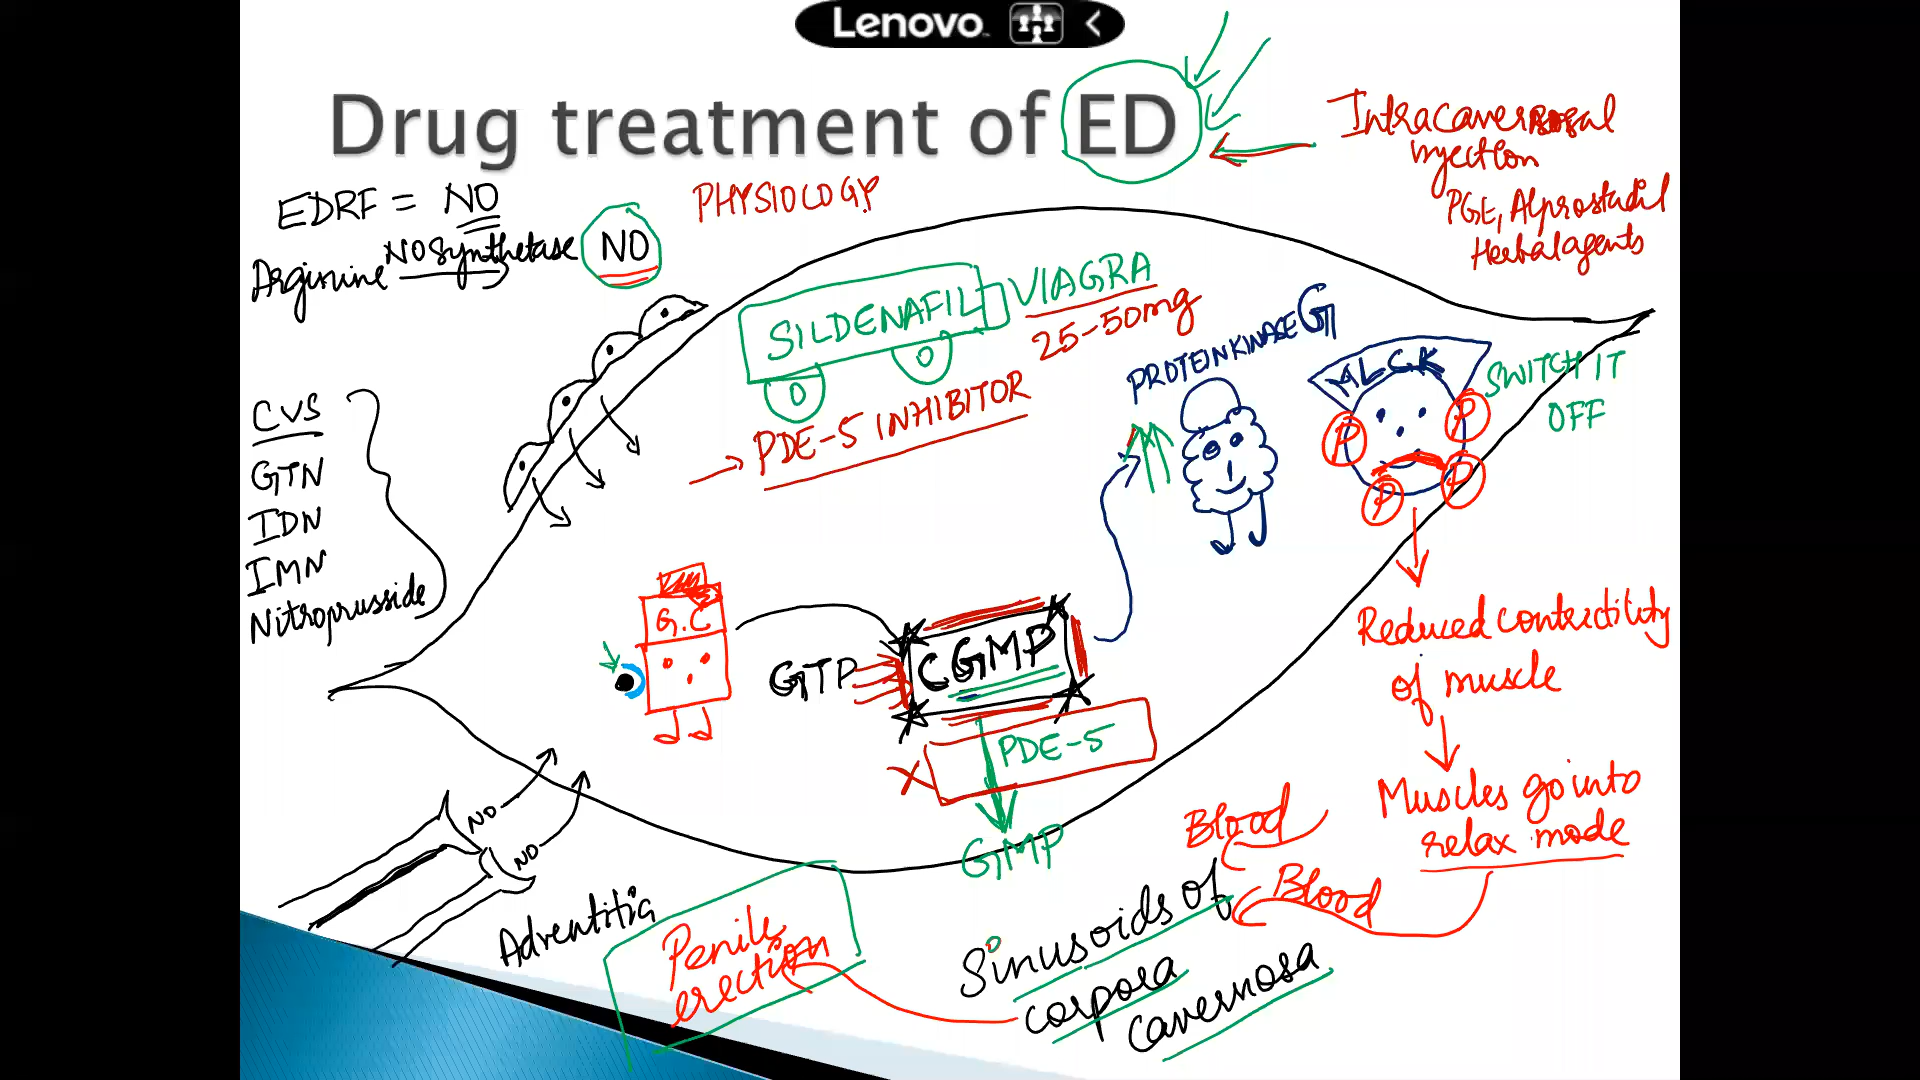 Lenovo
Drug treatment of ED
Intracavernosal
injection
PGE, Alprostadil
Herbal agents
EDRF = NO
NO synthetase
Arginine
NO
PHYSIOLOGY
SILDENAFIL
VIAGRA
25-50mg
PDE-5 INHIBITOR
PROTEIN KINASE G
MLCK
SWITCH IT
OFF
P
P
P
P
CVS
GTN
IDN
IMN
Nitroprusside
G.C
GTP
CGMP
PDE-5
X
GMP
Reduced contractility
of muscle
Muscles go into
relax mode
Blood
Blood
NO
NO
Adventitia
Penile
erection
Sinusoids of
corpora
cavernosa